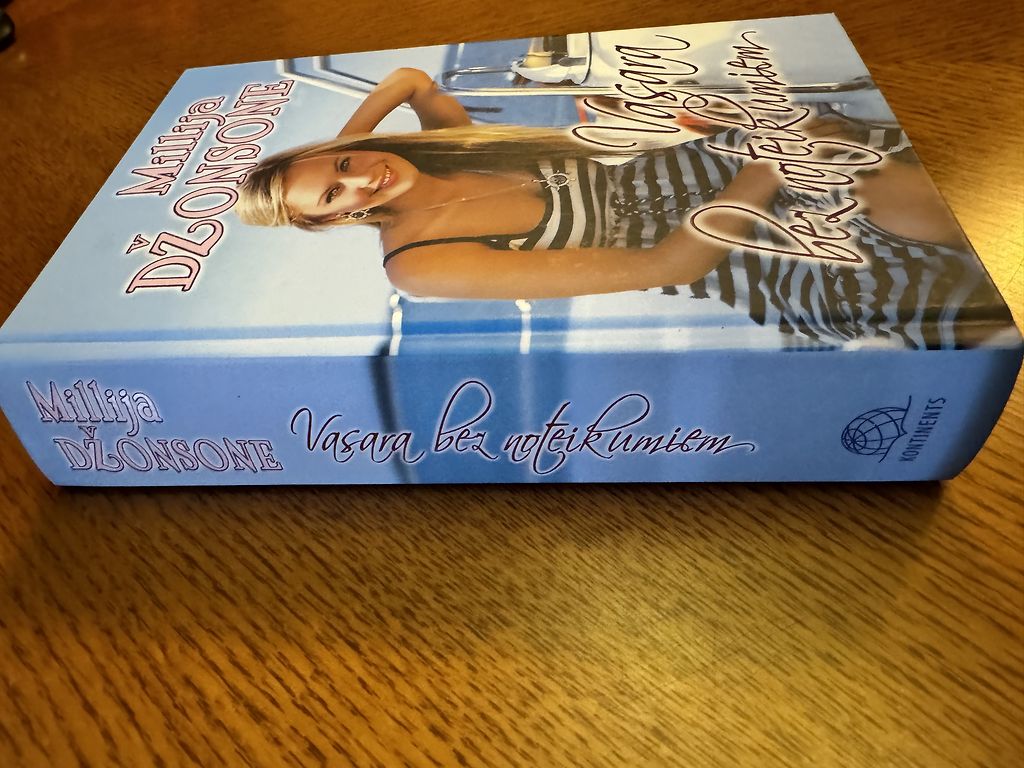 Millija
DŽONSONE
Vasara
bez noteikumiem
Millija
DŽONSONE
Vasara bez noteikumiem
KONTINENTS